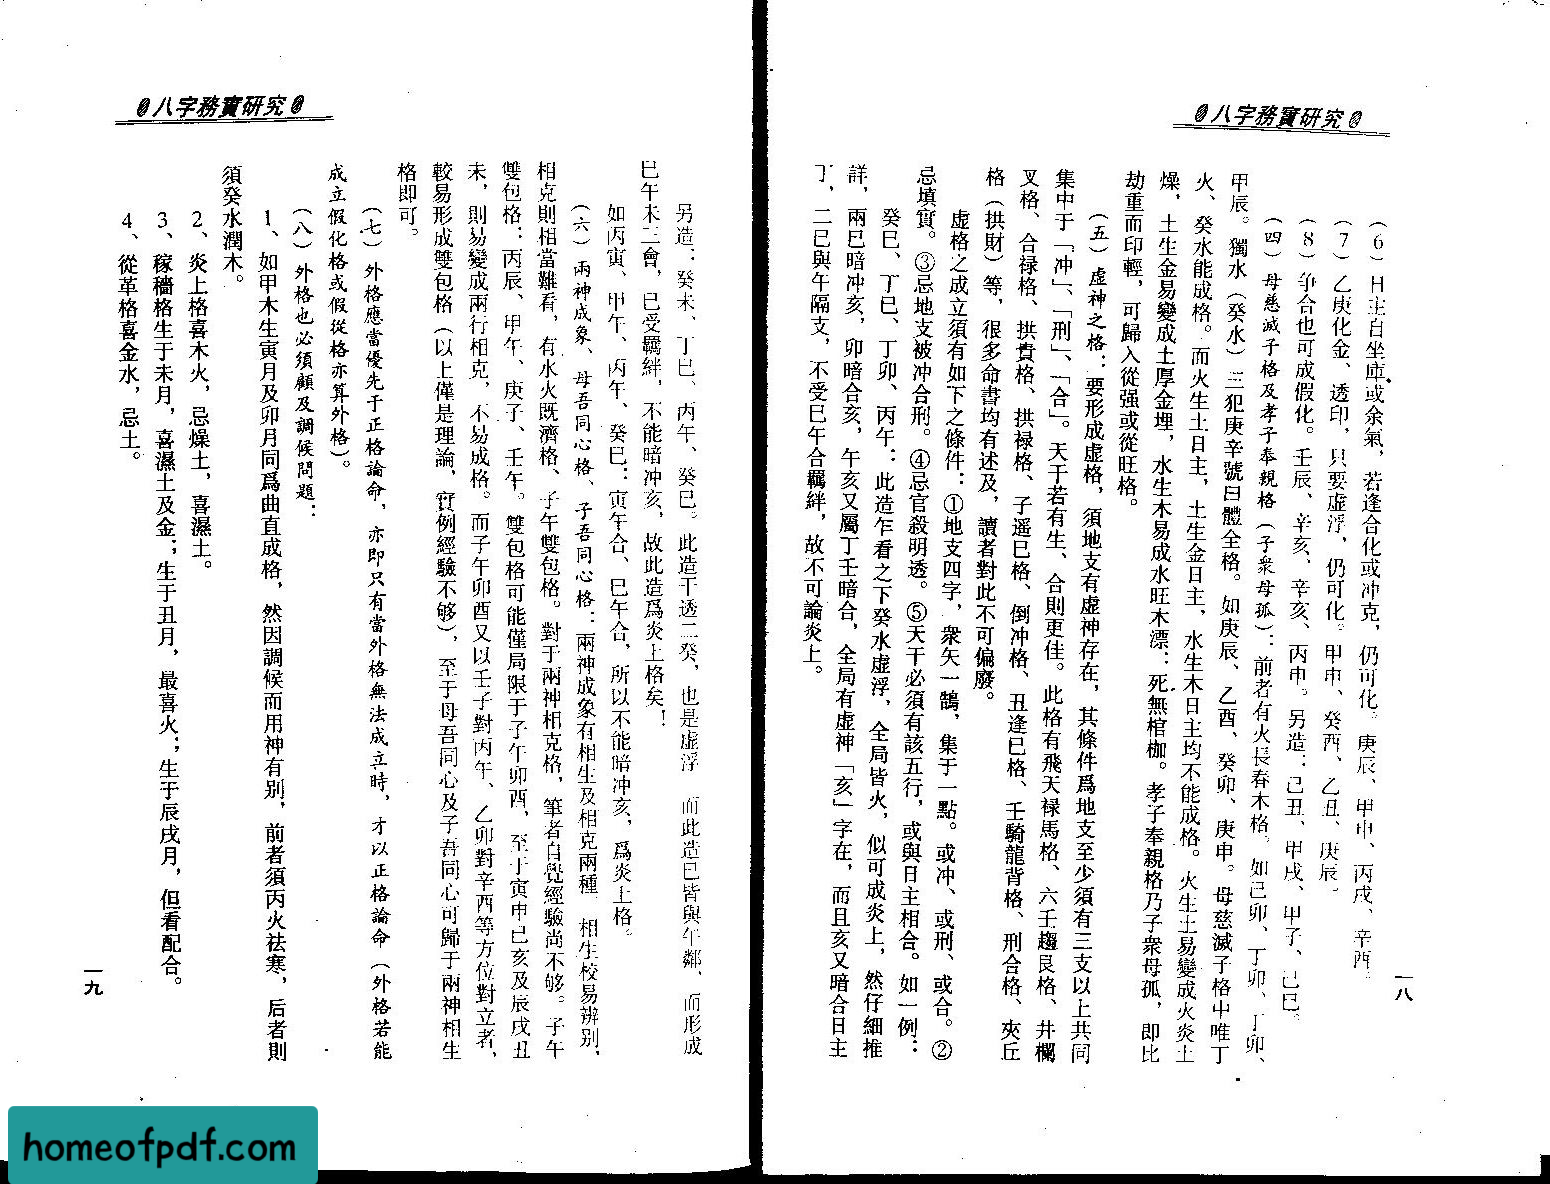 八字務實研究
(6)日主自坐庫或余氣，若逢合化或冲克，仍可化。庚辰、甲申、丙戌、辛酉。
(7)乙庚化金、透印，只要虛浮，仍可化。甲申、癸酉、乙丑、庚辰。
(8)争合也可成假化。壬辰、辛亥、辛亥、丙申。另造：己丑、甲戌、甲子、己巳。
(四)母慈滅子格及孝子奉親格(子衆母孤)：前者有火長春木格。如己卯、丁卯、丁卯、
甲辰。獨水(癸水)三犯庚辛號曰體全格。如庚辰、乙酉、癸卯、庚申。母慈滅子格中唯丁
火、癸水能成格。而火生土日主，土生金日主，水生木日主均不能成格。火生土易變成火炎土
燥，土生金易變成土厚金埋，水生木易成水旺木漂：死無棺枷。孝子奉親格乃子衆母孤，即比
劫重而印輕，可歸入從强或從旺格。
(五)虛神之格：要形成虛格，須地支有虛神存在，其條件爲地支至少須有三支以上共同
集中于「冲」、「刑」、「合」。天干若有生、合則更佳。此格有飛天禄馬格、六壬趨艮格、井欄
叉格、合禄格、拱貴格、拱禄格、子遥巳格、倒冲格、丑逢巳格、壬騎龍背格、刑合格、夾丘
格(拱財)等，很多命書均有述及，讀者對此不可偏廢。
虛格之成立須有如下之條件：①地支四字，衆矢一鵠，集于一點。或冲、或刑、或合。②
忌填實。③忌地支被冲合刑。④忌官殺明透。⑤天干必須有該五行，或與日主相合。如一例：
癸巳、丁巳、丁卯、丙午：此造乍看之下癸水虛浮，全局皆火，似可成炎上，然仔細推
詳，兩巳暗冲亥，卯暗合亥，午亥又屬丁壬暗合，全局有虛神「亥」字在，而且亥又暗合日主
丁，二巳與午隔支，不受巳午合羈絆，故不可論炎上。
一八
八字務實研究
另造：癸未、丁巳、丙午、癸巳。此造干透二癸，也是虛浮，而此造巳皆與午鄰，而形成
巳午未三會，巳受羈絆，不能暗冲亥，故此造爲炎上格矣！
如丙寅、甲午、丙午、癸巳：寅午合、巳午合，所以不能暗冲亥，爲炎上格。
(六)兩神成象、母吾同心格、子吾同心格：兩神成象有相生及相克兩種，相生校易辨别，
相克則相當難看，有水火既濟格、子午雙包格。對于兩神相克格，筆者自覺經驗尚不够。子午
雙包格：丙辰、甲午、庚子、壬午。雙包格可能僅局限于子午卯酉，至于寅申巳亥及辰戌丑
未，則易變成兩行相克，不易成格。而子午卯酉又以壬子對丙午、乙卯對辛酉等方位對立者，
較易形成雙包格(以上僅是理論，實例經驗不够)，至于母吾同心及子吾同心可歸于兩神相生
格即可。
(七)外格應當優先于正格論命，亦即只有當外格無法成立時，才以正格論命(外格若能
成立假化格或假從格亦算外格)。
(八)外格也必須顧及調候問題：
1、如甲木生寅月及卯月同爲曲直成格，然因調候而用神有别，前者須丙火祛寒，后者則
須癸水潤木。
2、炎上格喜木火，忌燥土，喜濕土。
3、稼穡格生于未月，喜濕土及金；生于丑月，最喜火；生于辰戌月，但看配合。
4、從革格喜金水，忌土。
一九
homeofpdf.com